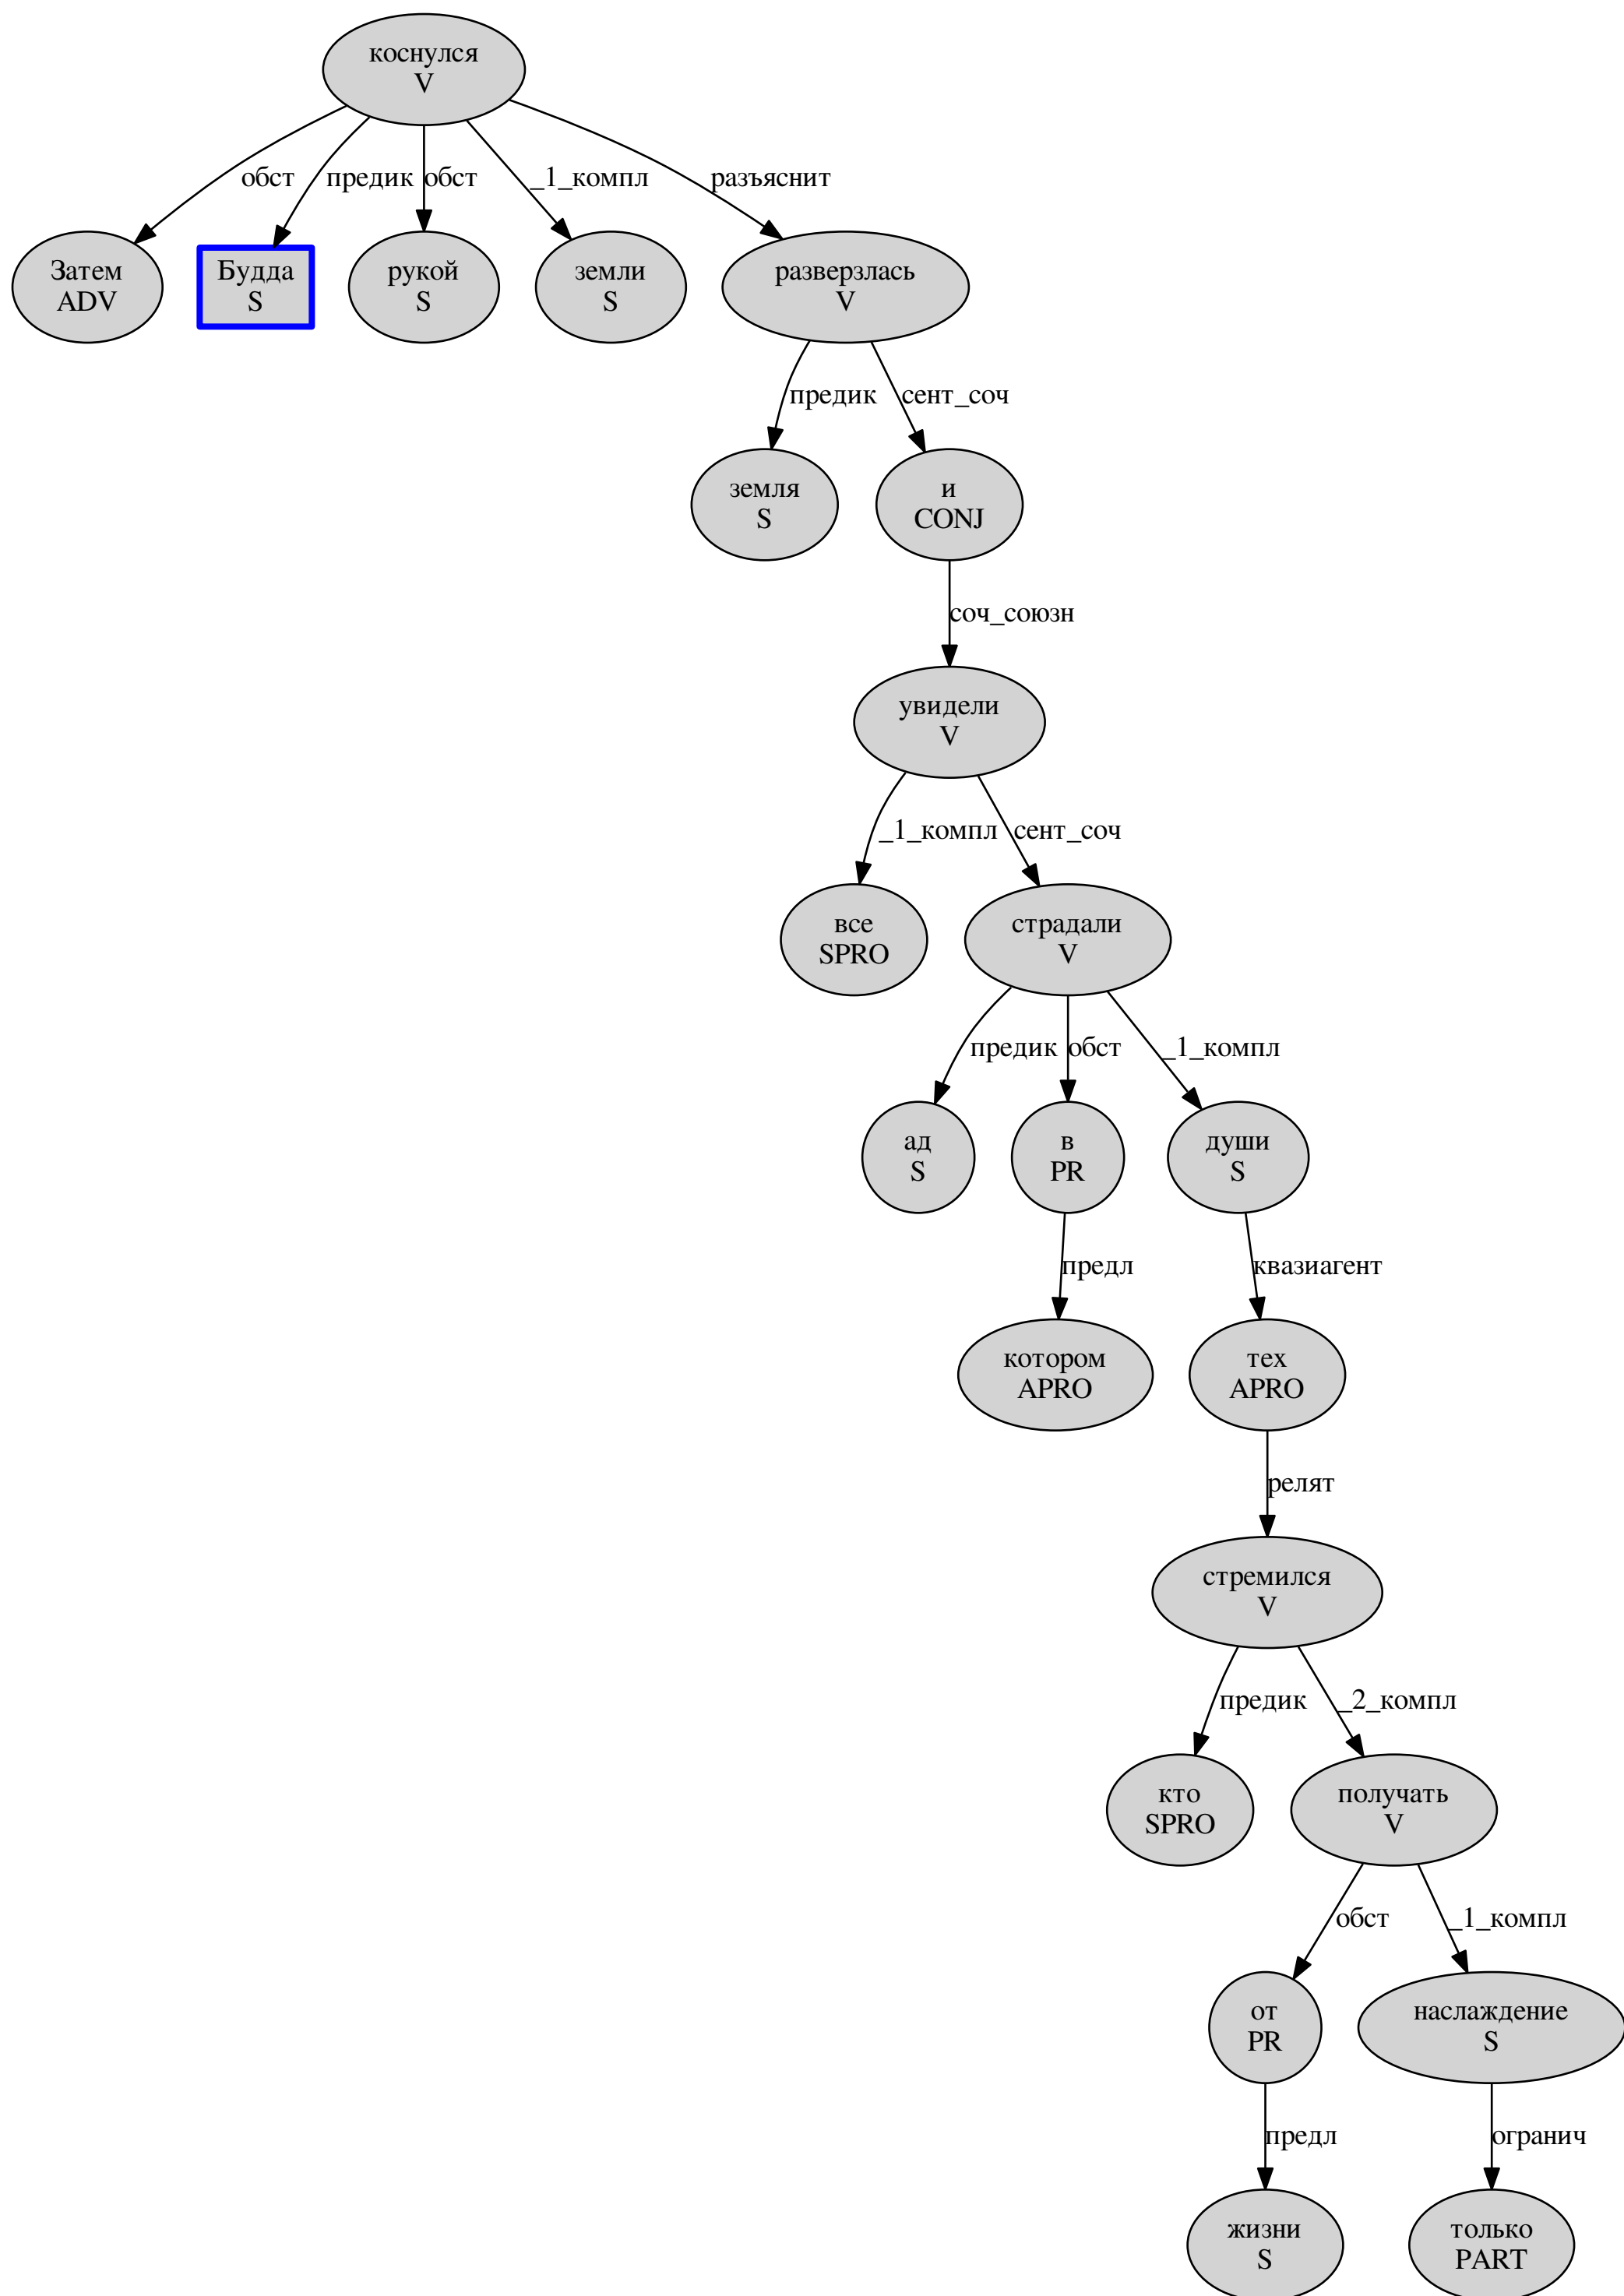 коснулся
V
обст
предик
обст
_1_компл
разъяснит
Затем
ADV
Будда
S
рукой
S
земли
S
разверзлась
V
предик
сент_соч
земля
S
и
CONJ
соч_союзн
увидели
V
_1_компл
сент_соч
все
SPRO
страдали
V
предик
обст
_1_компл
ад
S
в
PR
души
S
предл
квазиагент
котором
APRO
тех
APRO
релят
стремился
V
предик
_2_компл
кто
SPRO
получать
V
обст
_1_компл
от
PR
наслаждение
S
предл
огранич
жизни
S
только
PART